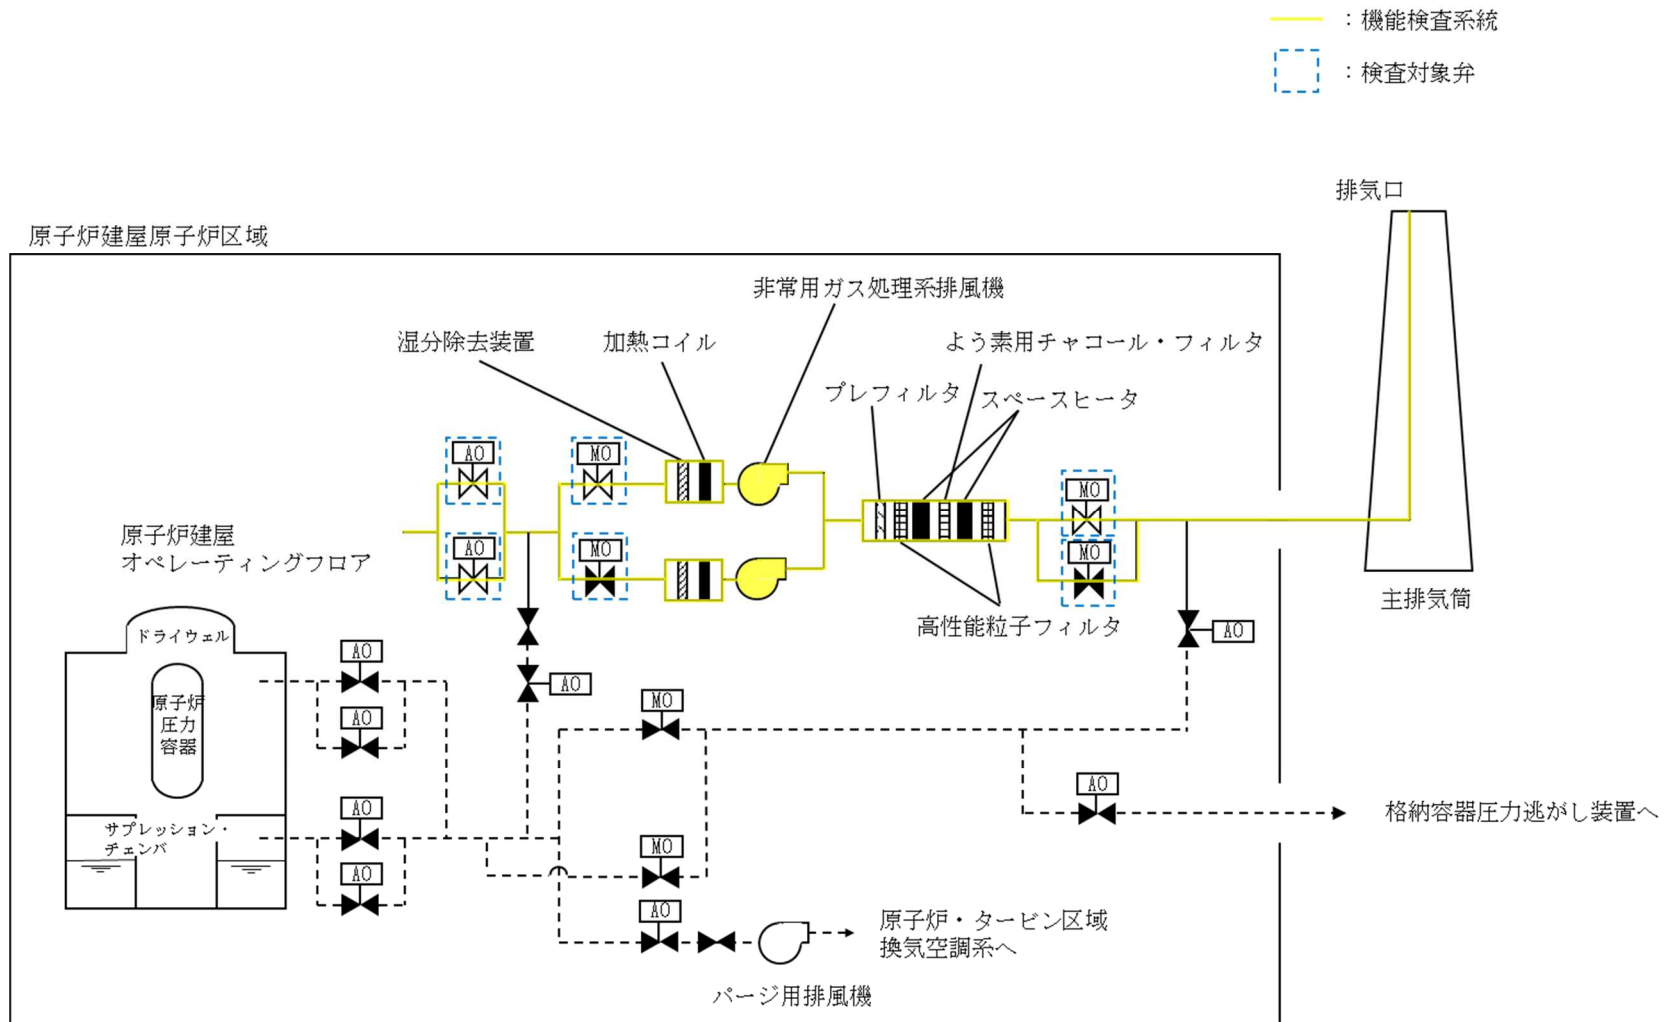 ：機能検査系統
：検査対象弁
排気口
原子炉建屋原子炉区域
非常用ガス処理系排風機
湿分除去装置
加熱コイル
よう素用チャコール・フィルタ
プレフィルタ
スペースヒータ
AO
MO
MO
原子炉建屋
オペレーティングフロア
AO
MO
MO
主排気筒
高性能粒子フィルタ
AO
ドライウェル
AO
AO
原子炉
圧力
容器
AO
MO
AO
格納容器圧力逃がし装置へ
AO
サプレッション・
チェンバ
MO
AO
AO
原子炉・タービン区域
換気空調系へ
パージ用排風機